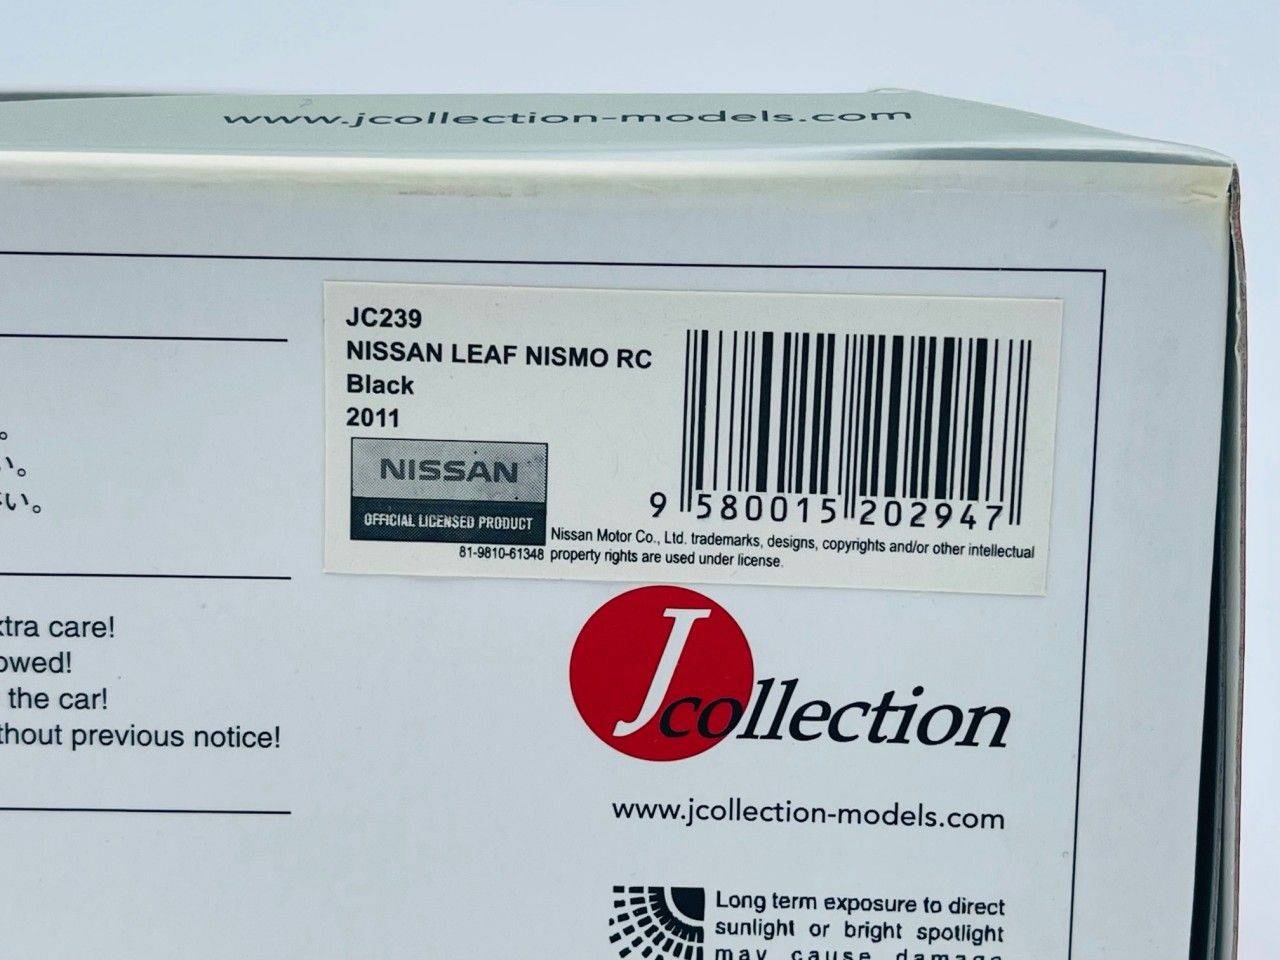 www.jcollection-models.com
JC239
NISSAN LEAF NISMO RC
Black
2011
NISSAN
OFFICIAL LICENSED PRODUCT
9 580015 202947
Nissan Motor Co., Ltd. trademarks, designs, copyrights and/or other intellectual
81-9810-61348 property rights are used under license.
い。
い。
care!
the car!
previous notice!
Jcollection
www.jcollection-models.com
Long term exposure to direct
sunlight or bright spotlight
may cause damage